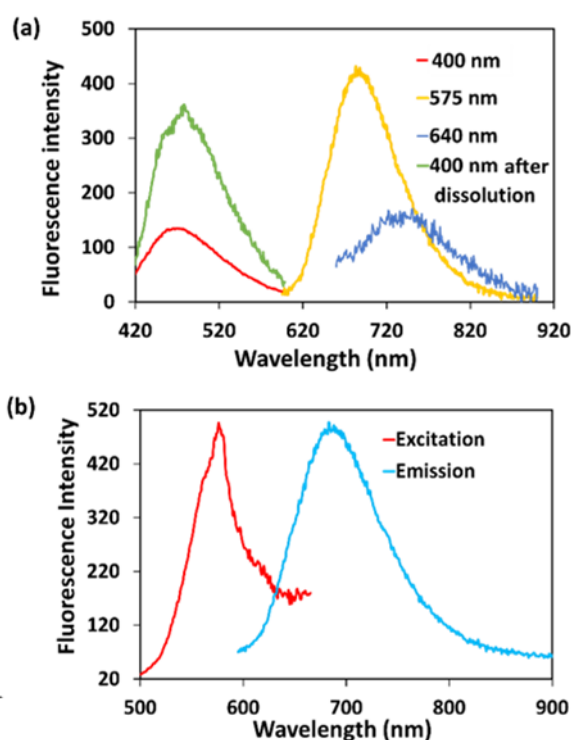 (a)
Fluorescence intensity
500
400
300
200
100
0
400 nm
575 nm
640 nm
400 nm after
dissolution
420 520 620 720 820 920
Wavelength (nm)
(b)
Fluorescence Intensity
520
420
320
220
120
20
Excitation
Emission
500 600 700 800 900
Wavelength (nm)